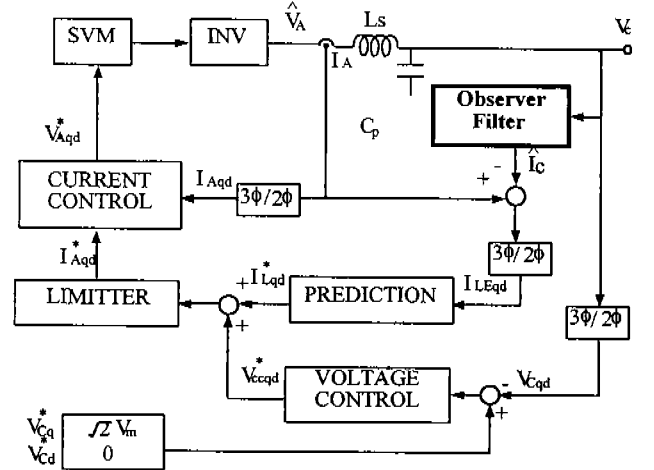 SVM
INV
V̂A
Ls
Vc
IA
Cp
Observer
Filter
ÎC
- +
V*Aqd
CURRENT
CONTROL
IAqd
3ϕ/2ϕ
3ϕ/2ϕ
I*Aqd
LIMITTER
+
+
I*Lqd
PREDICTION
ILEqd
3ϕ/2ϕ
V*ccqd
VOLTAGE
CONTROL
-
+
VCqd
V*Cq
V*Cd
√2 Vm
0